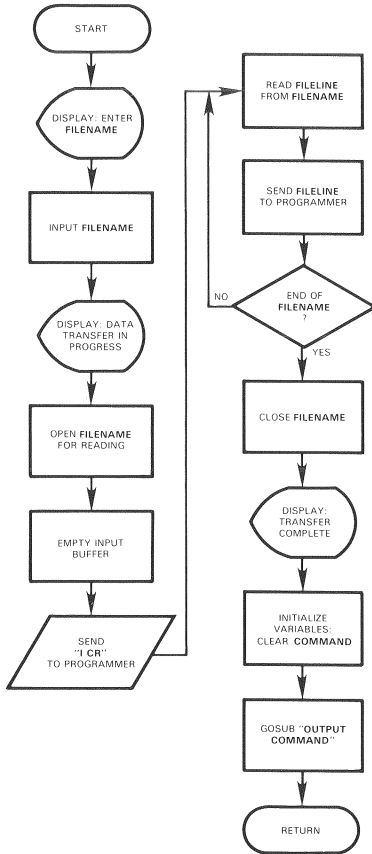 START
DISPLAY: ENTER
FILENAME
INPUT FILENAME
DISPLAY: DATA
TRANSFER IN
PROGRESS
OPEN FILENAME
FOR READING
EMPTY INPUT
BUFFER
SEND
"I CR"
TO PROGRAMMER
READ FILELINE
FROM FILENAME
SEND FILELINE
TO PROGRAMMER
END OF
FILENAME
?
NO
YES
CLOSE FILENAME
DISPLAY:
TRANSFER
COMPLETE
INITIALIZE
VARIABLES:
CLEAR COMMAND
GOSUB "OUTPUT
COMMAND"
RETURN